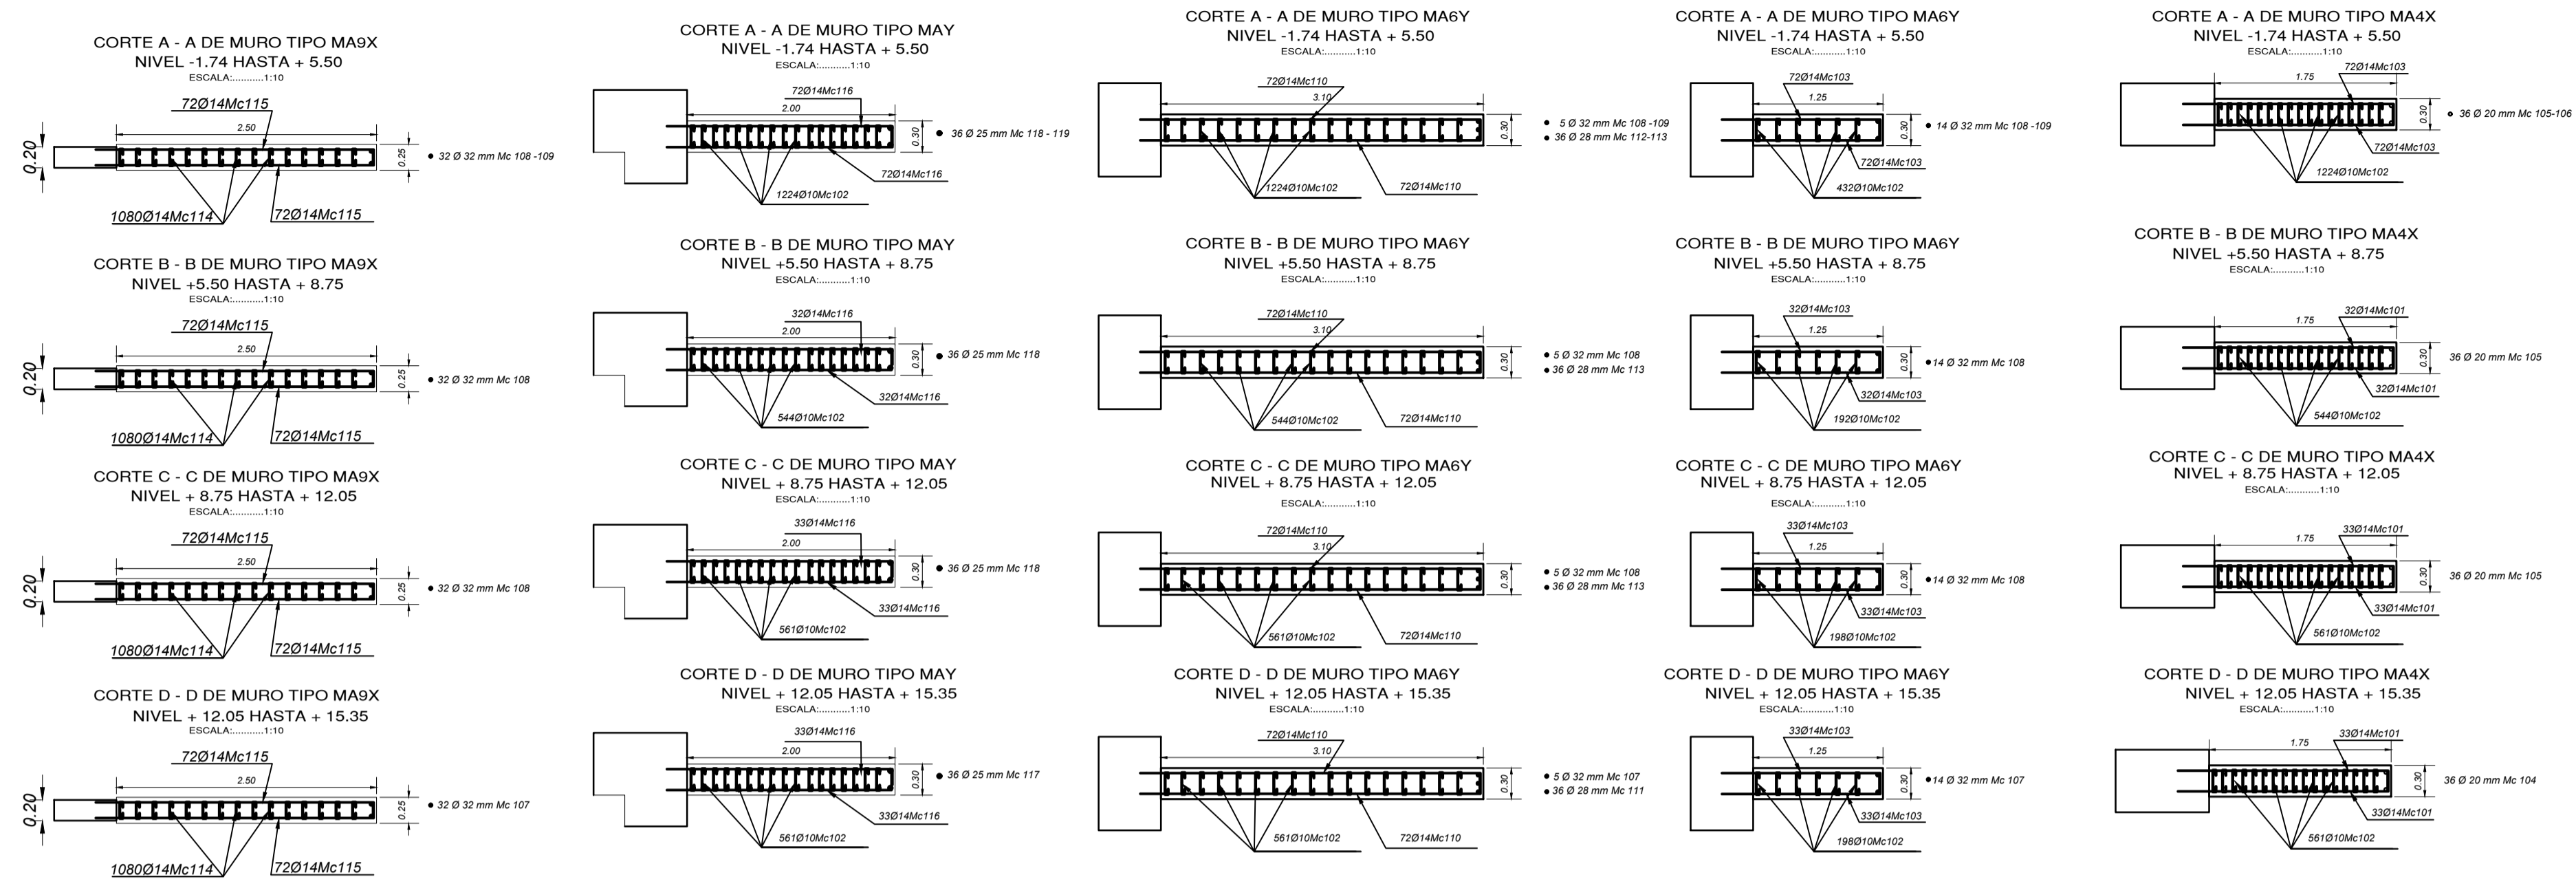 CORTE A - A DE MURO TIPO MA9X
NIVEL -1.74 HASTA + 5.50
ESCALA:...........1:10
72Ø14Mc115
2.50
0.20
0.25
32 Ø 32 mm Mc 108 -109
1080Ø14Mc114
72Ø14Mc115
CORTE A - A DE MURO TIPO MAY
NIVEL -1.74 HASTA + 5.50
ESCALA:...........1:10
72Ø14Mc116
2.00
0.30
36 Ø 25 mm Mc 118 - 119
72Ø14Mc116
1224Ø10Mc102
CORTE A - A DE MURO TIPO MA6Y
NIVEL -1.74 HASTA + 5.50
ESCALA:...........1:10
72Ø14Mc110
3.10
0.30
5 Ø 32 mm Mc 108 -109
36 Ø 28 mm Mc 112-113
1224Ø10Mc102
72Ø14Mc110
CORTE A - A DE MURO TIPO MA6Y
NIVEL -1.74 HASTA + 5.50
ESCALA:...........1:10
72Ø14Mc103
1.25
0.30
14 Ø 32 mm Mc 108 -109
72Ø14Mc103
432Ø10Mc102
CORTE A - A DE MURO TIPO MA4X
NIVEL -1.74 HASTA + 5.50
ESCALA:...........1:10
72Ø14Mc103
1.75
0.30
36 Ø 20 mm Mc 105-106
72Ø14Mc103
1224Ø10Mc102
CORTE B - B DE MURO TIPO MA9X
NIVEL +5.50 HASTA + 8.75
ESCALA:...........1:10
72Ø14Mc115
2.50
0.20
0.25
32 Ø 32 mm Mc 108
1080Ø14Mc114
72Ø14Mc115
CORTE B - B DE MURO TIPO MAY
NIVEL +5.50 HASTA + 8.75
ESCALA:...........1:10
32Ø14Mc116
2.00
0.30
36 Ø 25 mm Mc 118
32Ø14Mc116
544Ø10Mc102
CORTE B - B DE MURO TIPO MA6Y
NIVEL +5.50 HASTA + 8.75
ESCALA:...........1:10
72Ø14Mc110
3.10
0.30
5 Ø 32 mm Mc 108
36 Ø 28 mm Mc 113
544Ø10Mc102
72Ø14Mc110
CORTE B - B DE MURO TIPO MA6Y
NIVEL +5.50 HASTA + 8.75
ESCALA:...........1:10
32Ø14Mc103
1.25
0.30
14 Ø 32 mm Mc 108
32Ø14Mc103
192Ø10Mc102
CORTE B - B DE MURO TIPO MA4X
NIVEL +5.50 HASTA + 8.75
ESCALA:...........1:10
32Ø14Mc101
1.75
0.30
36 Ø 20 mm Mc 105
32Ø14Mc101
544Ø10Mc102
CORTE C - C DE MURO TIPO MA9X
NIVEL + 8.75 HASTA + 12.05
ESCALA:...........1:10
72Ø14Mc115
2.50
0.20
0.25
32 Ø 32 mm Mc 108
1080Ø14Mc114
72Ø14Mc115
CORTE C - C DE MURO TIPO MAY
NIVEL + 8.75 HASTA + 12.05
ESCALA:...........1:10
33Ø14Mc116
2.00
0.30
36 Ø 25 mm Mc 118
33Ø14Mc116
561Ø10Mc102
CORTE C - C DE MURO TIPO MA6Y
NIVEL + 8.75 HASTA + 12.05
ESCALA:...........1:10
72Ø14Mc110
3.10
0.30
5 Ø 32 mm Mc 108
36 Ø 28 mm Mc 113
561Ø10Mc102
72Ø14Mc110
CORTE C - C DE MURO TIPO MA6Y
NIVEL + 8.75 HASTA + 12.05
ESCALA:...........1:10
33Ø14Mc103
1.25
0.30
14 Ø 32 mm Mc 108
33Ø14Mc103
198Ø10Mc102
CORTE C - C DE MURO TIPO MA4X
NIVEL + 8.75 HASTA + 12.05
ESCALA:...........1:10
33Ø14Mc101
1.75
0.30
36 Ø 20 mm Mc 105
33Ø14Mc101
561Ø10Mc102
CORTE D - D DE MURO TIPO MA9X
NIVEL + 12.05 HASTA + 15.35
ESCALA:...........1:10
72Ø14Mc115
2.50
0.20
0.25
32 Ø 32 mm Mc 107
1080Ø14Mc114
72Ø14Mc115
CORTE D - D DE MURO TIPO MAY
NIVEL + 12.05 HASTA + 15.35
ESCALA:...........1:10
33Ø14Mc116
2.00
0.30
36 Ø 25 mm Mc 117
33Ø14Mc116
561Ø10Mc102
CORTE D - D DE MURO TIPO MA6Y
NIVEL + 12.05 HASTA + 15.35
ESCALA:...........1:10
72Ø14Mc110
3.10
0.30
5 Ø 32 mm Mc 107
36 Ø 28 mm Mc 111
561Ø10Mc102
72Ø14Mc110
CORTE D - D DE MURO TIPO MA6Y
NIVEL + 12.05 HASTA + 15.35
ESCALA:...........1:10
33Ø14Mc103
1.25
0.30
14 Ø 32 mm Mc 107
33Ø14Mc103
198Ø10Mc102
CORTE D - D DE MURO TIPO MA4X
NIVEL + 12.05 HASTA + 15.35
ESCALA:...........1:10
33Ø14Mc101
1.75
0.30
36 Ø 20 mm Mc 104
33Ø14Mc101
561Ø10Mc102